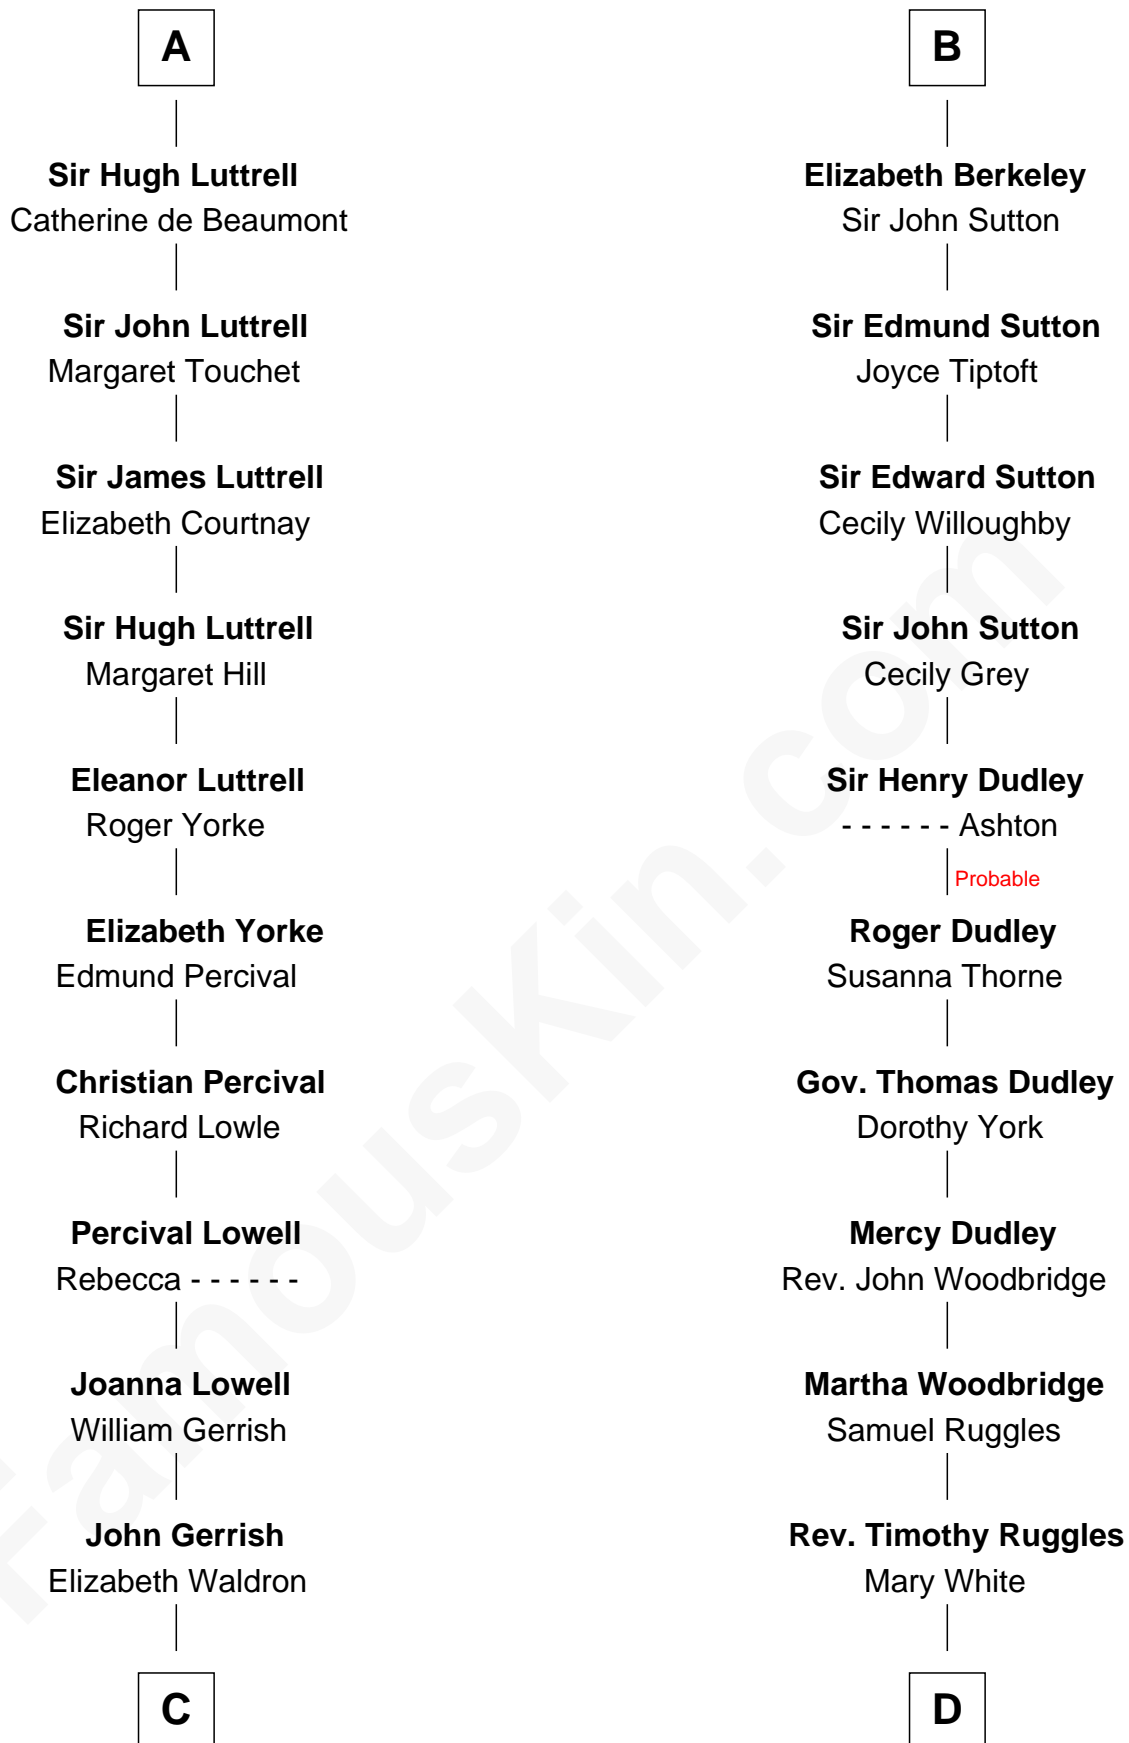 A
Sir Hugh Luttrell
Catherine de Beaumont
Sir John Luttrell
Margaret Touchet
Sir James Luttrell
Elizabeth Courtnay
Sir Hugh Luttrell
Margaret Hill
Eleanor Luttrell
Roger Yorke
Elizabeth Yorke
Edmund Percival
Christian Percival
Richard Lowle
Percival Lowell
Rebecca - - - - - -
Joanna Lowell
William Gerrish
John Gerrish
Elizabeth Waldron
C
B
Elizabeth Berkeley
Sir John Sutton
Sir Edmund Sutton
Joyce Tiptoft
Sir Edward Sutton
Cecily Willoughby
Sir John Sutton
Cecily Grey
Sir Henry Dudley
- - - - - - Ashton
Probable
Roger Dudley
Susanna Thorne
Gov. Thomas Dudley
Dorothy York
Mercy Dudley
Rev. John Woodbridge
Martha Woodbridge
Samuel Ruggles
Rev. Timothy Ruggles
Mary White
D
FamousKin.com